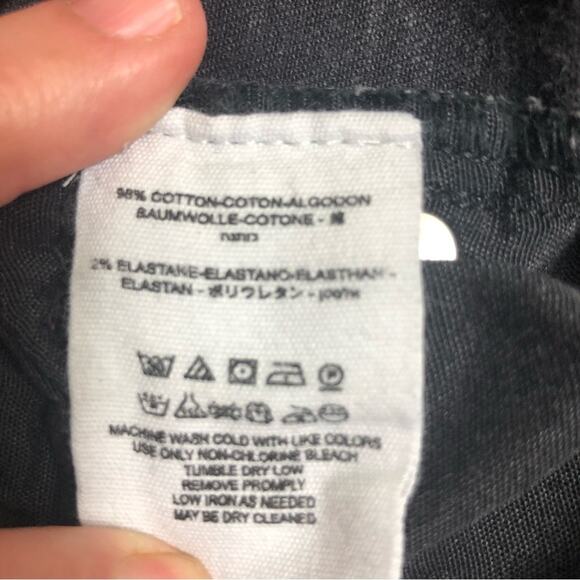 98% COTTON-COTON-ALGODON
BAUMWOLLE-COTONE - 綿
כותנה
2% ELASTANE-ELASTANO-ELASTHAN -
ELASTAN - ポリウレタン -
MACHINE WASH COLD WITH LIKE COLORS
USE ONLY NON-CHLORINE BLEACH
TUMBLE DRY LOW
REMOVE PROMPLY
LOW IRON AS NEEDED
MAY BE DRY CLEANED